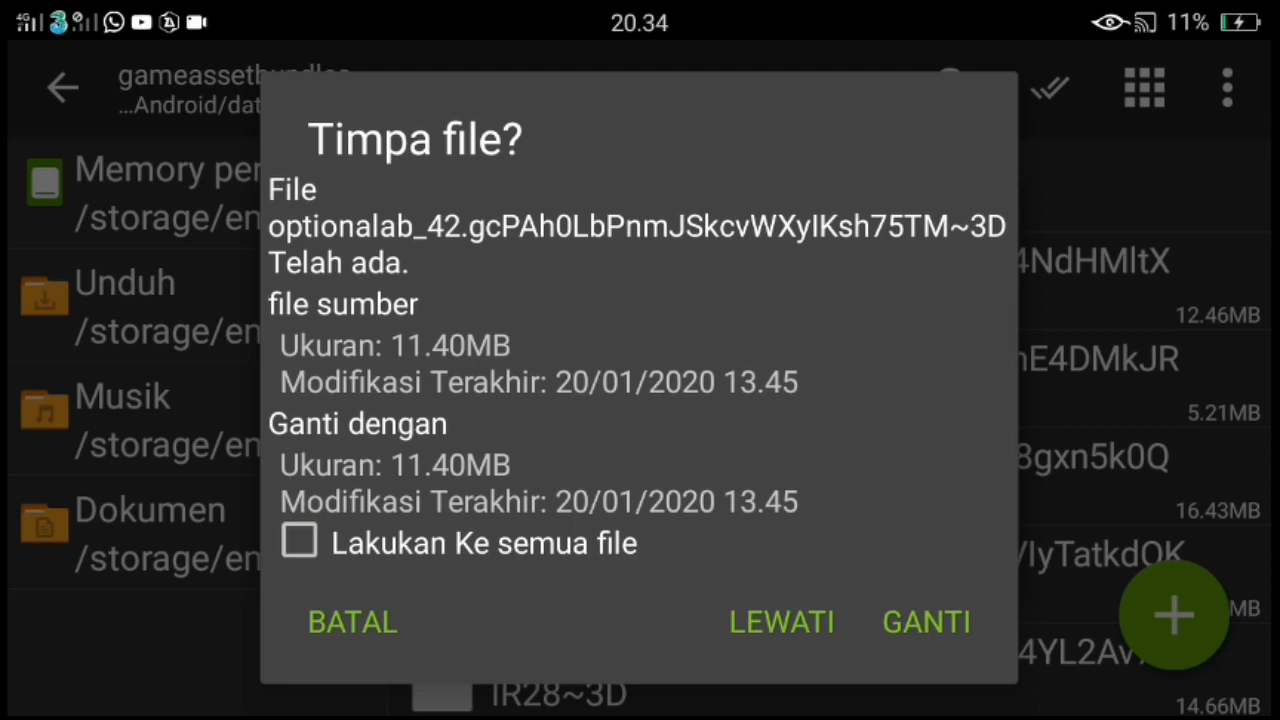 4G
20.34
11%
gameassetbundles
...Android/dat
Memory per
/storage/en
Unduh
/storage/en
Musik
/storage/en
Dokumen
/storage/en
Timpa file?
File
optionalab_42.gcPAh0LbPnmJSkcvWXyIKsh75TM~3D
Telah ada.
file sumber
Ukuran: 11.40MB
Modifikasi Terakhir: 20/01/2020 13.45
Ganti dengan
Ukuran: 11.40MB
Modifikasi Terakhir: 20/01/2020 13.45
Lakukan Ke semua file
BATAL
LEWATI
GANTI
4NdHMltX
12.46MB
E4DMkJR
5.21MB
gxn5k0Q
16.43MB
IyTatkdOK
MB
4YL2Av
IR28~3D
14.66MB